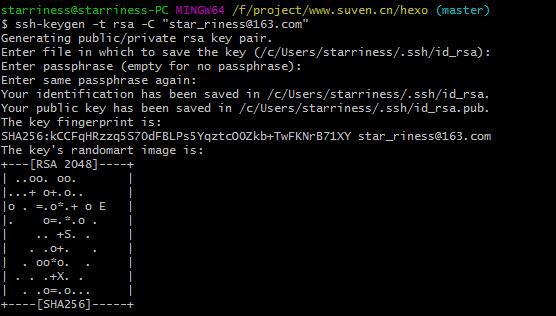 starriness@starriness-PC MINGW64 /f/project/www.suven.cn/hexo (master)
$ ssh-keygen -t rsa -C "star_riness@163.com"
Generating public/private rsa key pair.
Enter file in which to save the key (/c/Users/starriness/.ssh/id_rsa):
Enter passphrase (empty for no passphrase):
Enter same passphrase again:
Your identification has been saved in /c/Users/starriness/.ssh/id_rsa.
Your public key has been saved in /c/Users/starriness/.ssh/id_rsa.pub.
The key fingerprint is:
SHA256:kCCFqHRzzq5S70dFBLPs5YqztcOOZkb+TwFKNrB71XY star_riness@163.com
The key's randomart image is:
+---[RSA 2048]----+
| ..oo. oo.       |
|...+ o+.o..      |
|o . =.o*.+ o E   |
|.    o=.*.o .    |
|     .. +S. .    |
|   . .o+.   .    |
|  . oo*o.  .     |
| . . .+X. .      |
|  . .o=.o...     |
+----[SHA256]-----+